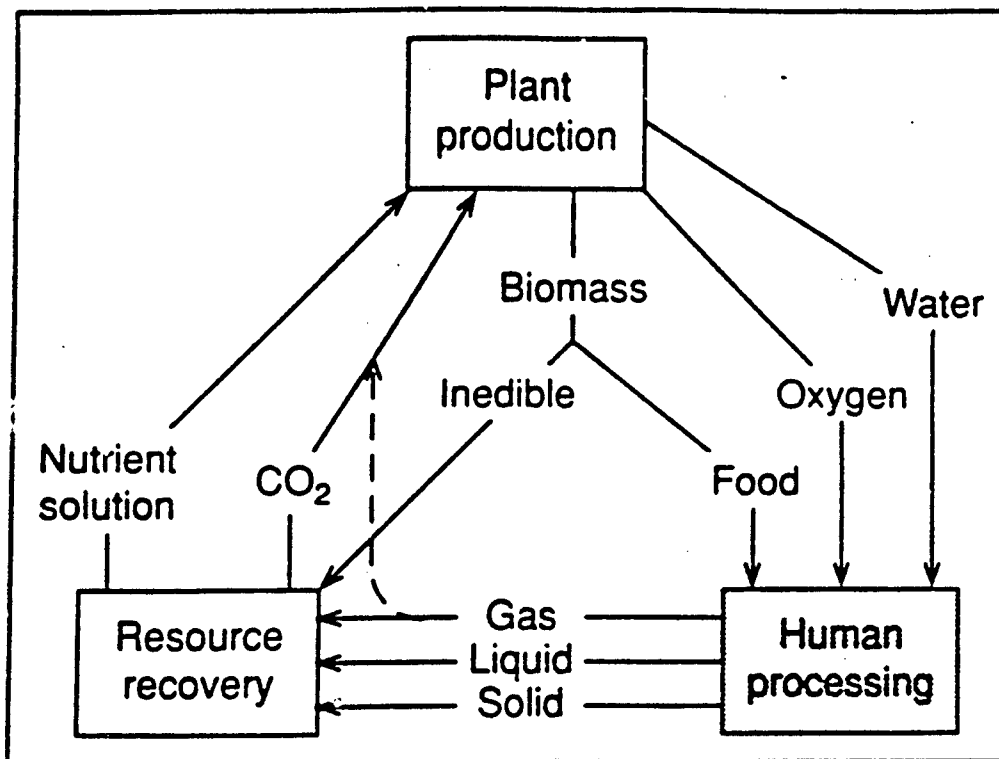 Plant
production
Biomass
Water
Inedible
Oxygen
Nutrient
solution
CO₂
Food
Resource
recovery
Gas
Liquid
Solid
Human
processing